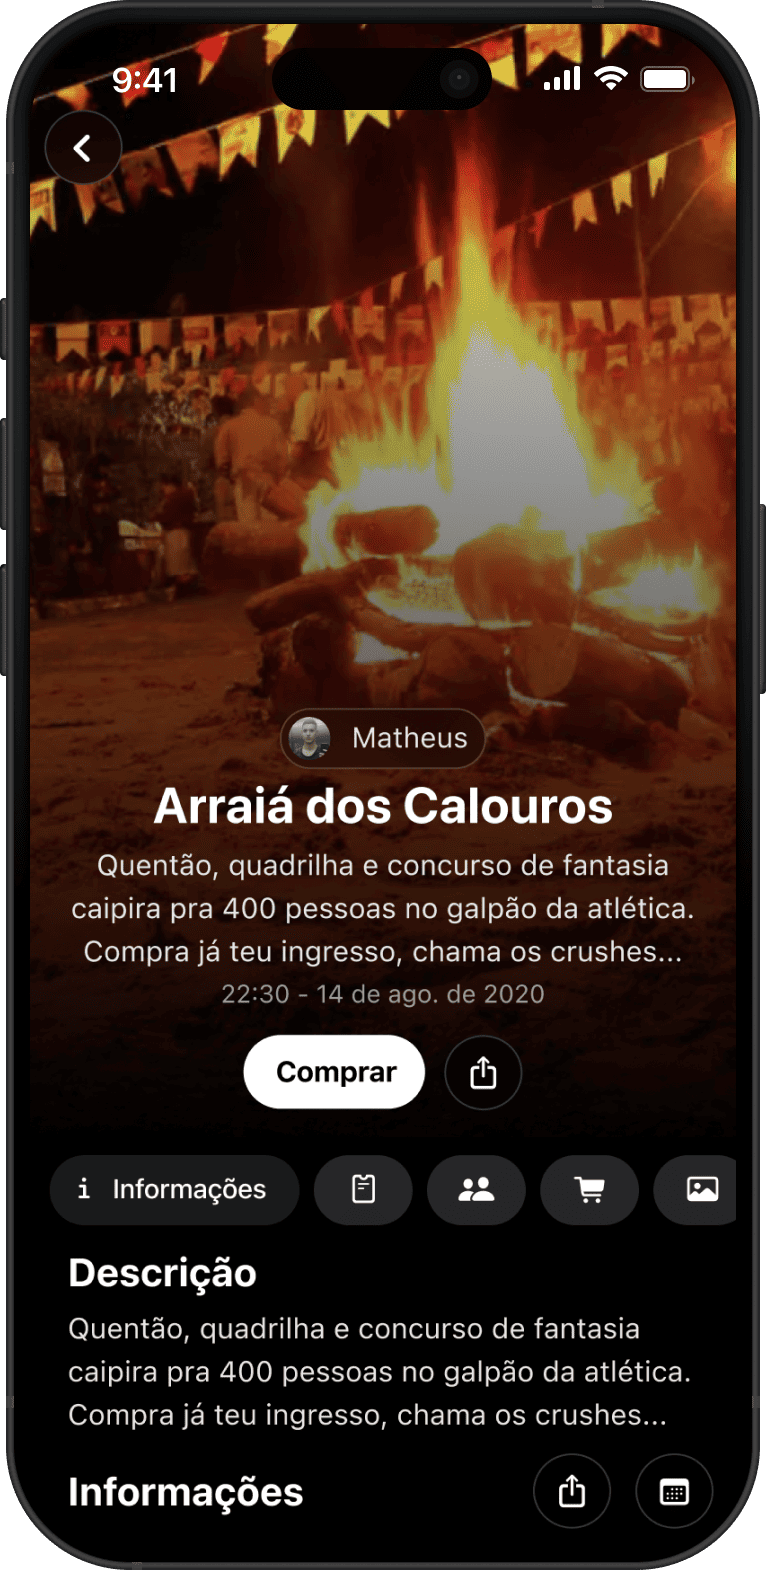 9:41
Matheus
Arraiá dos Calouros
Quentão, quadrilha e concurso de fantasia
caipira pra 400 pessoas no galpão da atlética.
Compra já teu ingresso, chama os crushes...
22:30 - 14 de ago. de 2020
Comprar
Informações
Descrição
Quentão, quadrilha e concurso de fantasia
caipira pra 400 pessoas no galpão da atlética.
Compra já teu ingresso, chama os crushes...
Informações